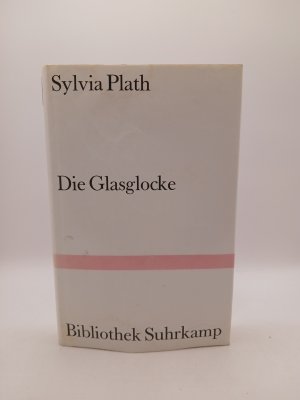 Sylvia Plath
Die Glasglocke
Bibliothek Suhrkamp